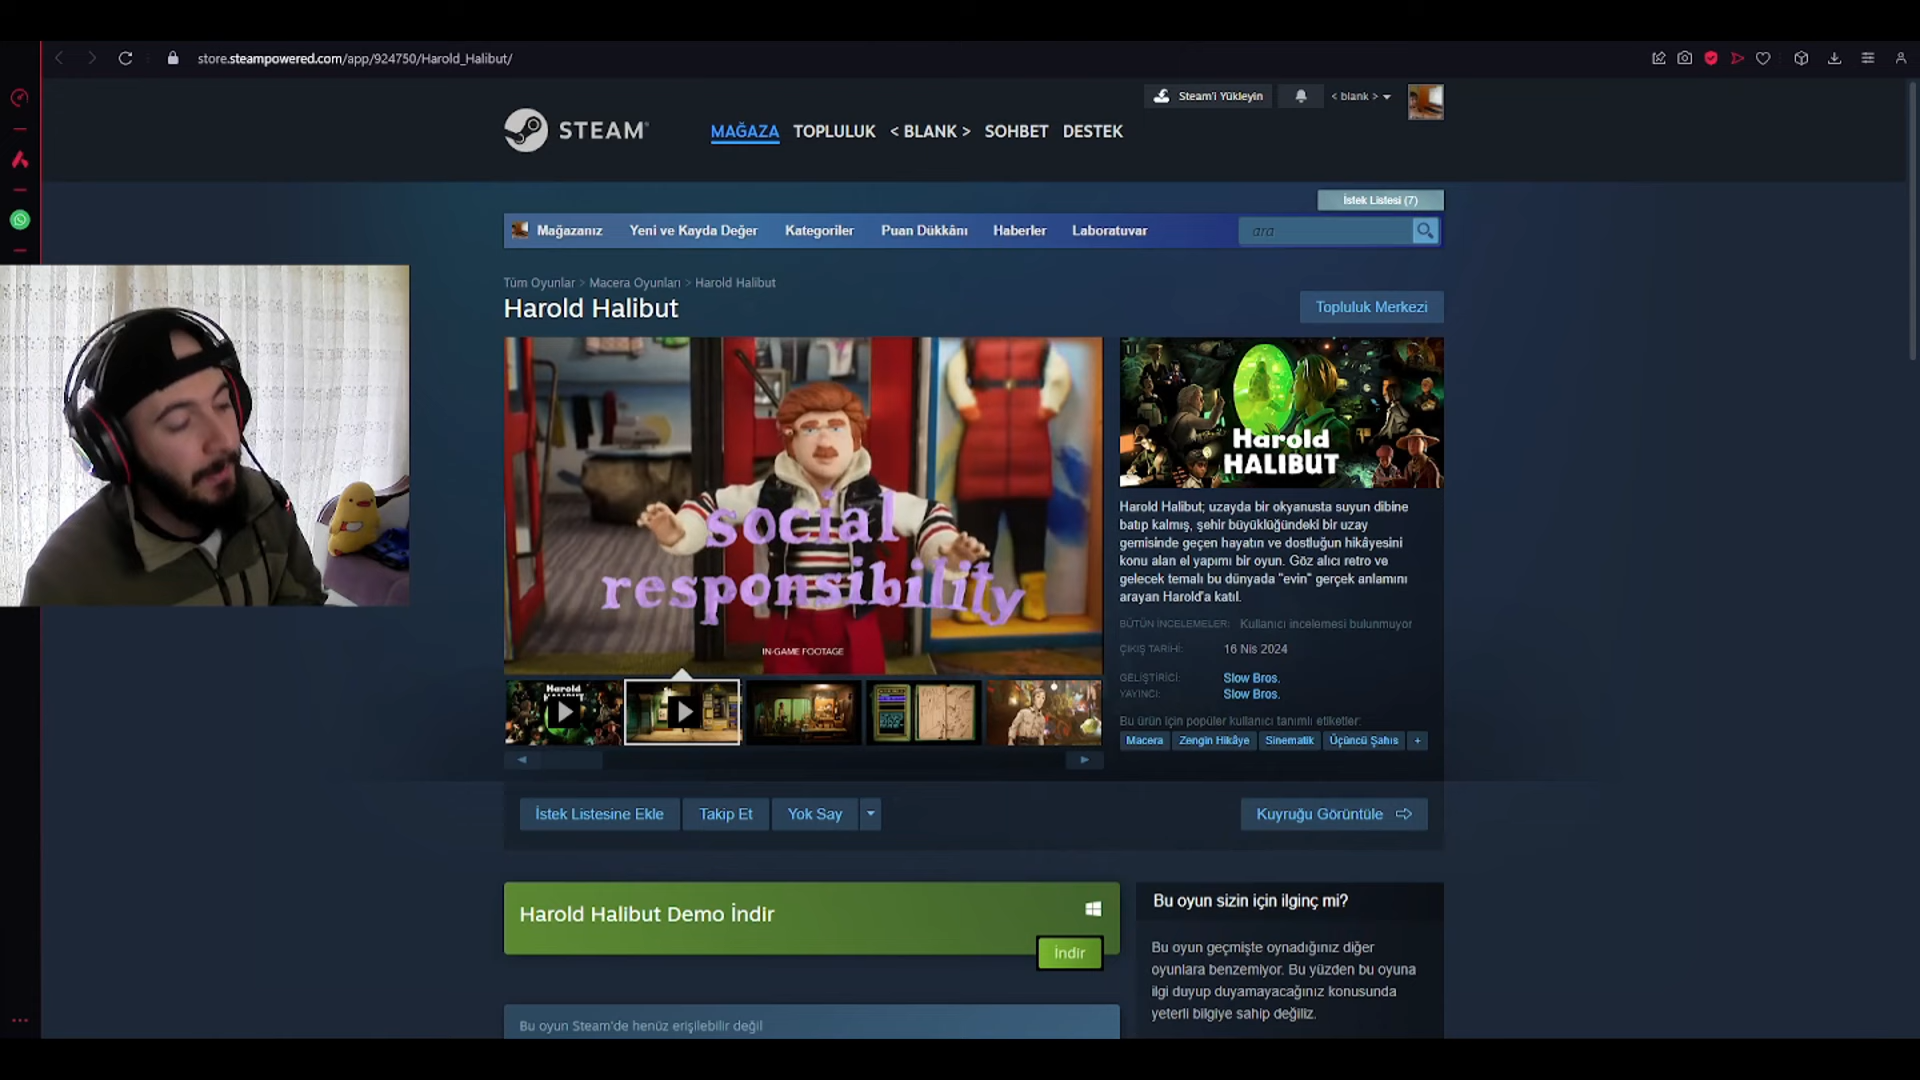 store.steampowered.com/app/924750/Harold_Halibut/
Steam'i Yükleyin
< blank >
STEAM®
MAĞAZA
TOPLULUK
< BLANK >
SOHBET
DESTEK
İstek Listesi (7)
Mağazanız
Yeni ve Kayda Değer
Kategoriler
Puan Dükkânı
Haberler
Laboratuvar
ara
Tüm Oyunlar > Macera Oyunları > Harold Halibut
Harold Halibut
Topluluk Merkezi
social
responsibility
IN-GAME FOOTAGE
Harold
HALIBUT
Harold Halibut; uzayda bir okyanusta suyun dibine
batıp kalmış, şehir büyüklüğündeki bir uzay
gemisinde geçen hayatın ve dostluğun hikâyesini
konu alan el yapımı bir oyun. Göz alıcı retro ve
gelecek temalı bu dünyada "evin" gerçek anlamını
arayan Harold'a katıl.
BÜTÜN İNCELEMELER: Kullanıcı incelemesi bulunmuyor
ÇIKIŞ TARİHİ: 16 Nis 2024
GELİŞTİRİCİ: Slow Bros.
YAYINCI: Slow Bros.
Bu ürün için popüler kullanıcı tanımlı etiketler:
Macera
Zengin Hikâye
Sinematik
Üçüncü Şahıs
+
Harold
HALIBUT
İstek Listesine Ekle
Takip Et
Yok Say
Kuyruğu Görüntüle
Harold Halibut Demo İndir
İndir
Bu oyun sizin için ilginç mi?
Bu oyun geçmişte oynadığınız diğer
oyunlara benzemiyor. Bu yüzden bu oyuna
ilgi duyup duyamayacağınız konusunda
yeterli bilgiye sahip değiliz.
Bu oyun Steam'de henüz erişilebilir değil